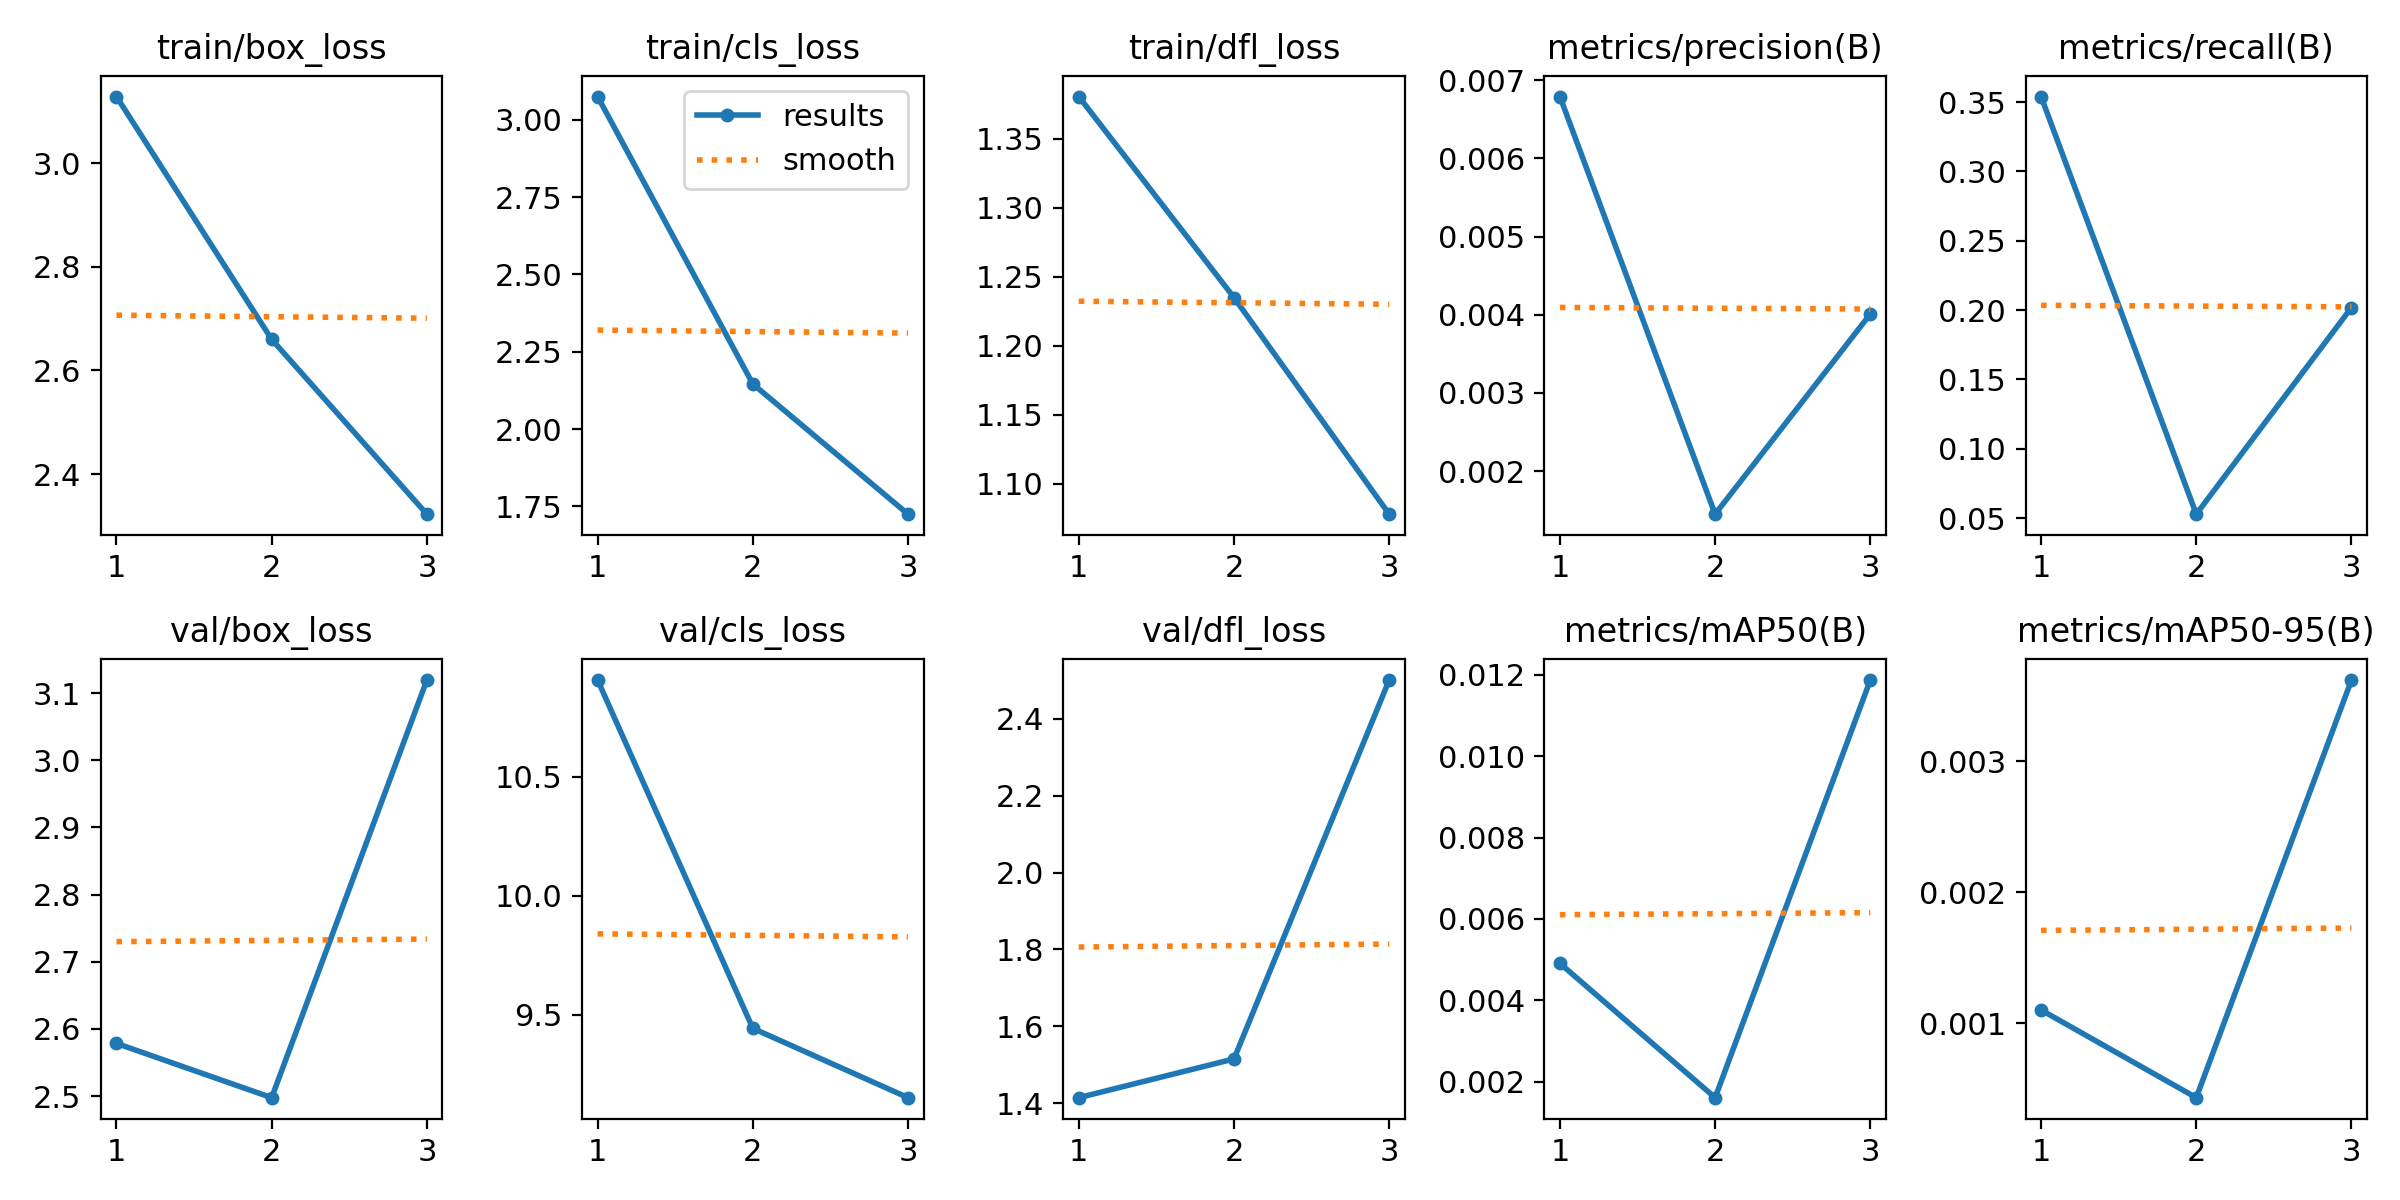 train/box_loss
3.0
2.8
2.6
2.4
1 2 3
train/cls_loss
results
smooth
3.00
2.75
2.50
2.25
2.00
1.75
1 2 3
train/dfl_loss
1.35
1.30
1.25
1.20
1.15
1.10
1 2 3
metrics/precision(B)
0.007
0.006
0.005
0.004
0.003
0.002
1 2 3
metrics/recall(B)
0.35
0.30
0.25
0.20
0.15
0.10
0.05
1 2 3
val/box_loss
3.1
3.0
2.9
2.8
2.7
2.6
2.5
1 2 3
val/cls_loss
10.5
10.0
9.5
1 2 3
val/dfl_loss
2.4
2.2
2.0
1.8
1.6
1.4
1 2 3
metrics/mAP50(B)
0.012
0.010
0.008
0.006
0.004
0.002
1 2 3
metrics/mAP50-95(B)
0.003
0.002
0.001
1 2 3